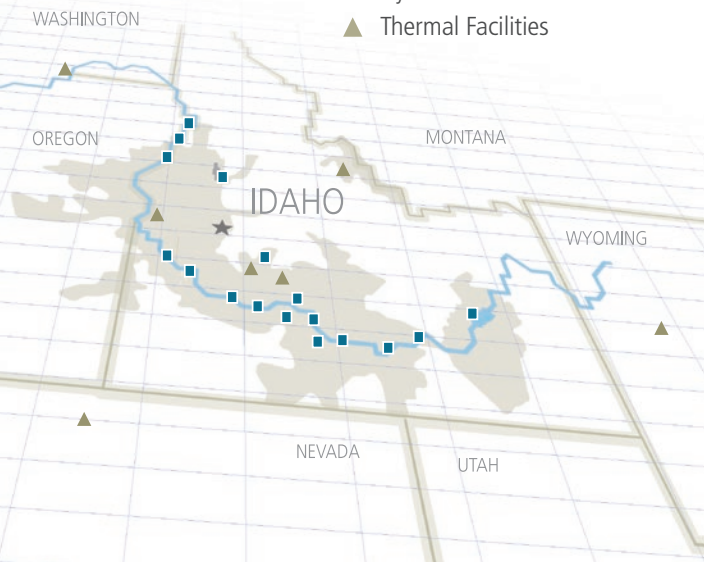 WASHINGTON
Thermal Facilities
OREGON
MONTANA
IDAHO
WYOMING
NEVADA
UTAH